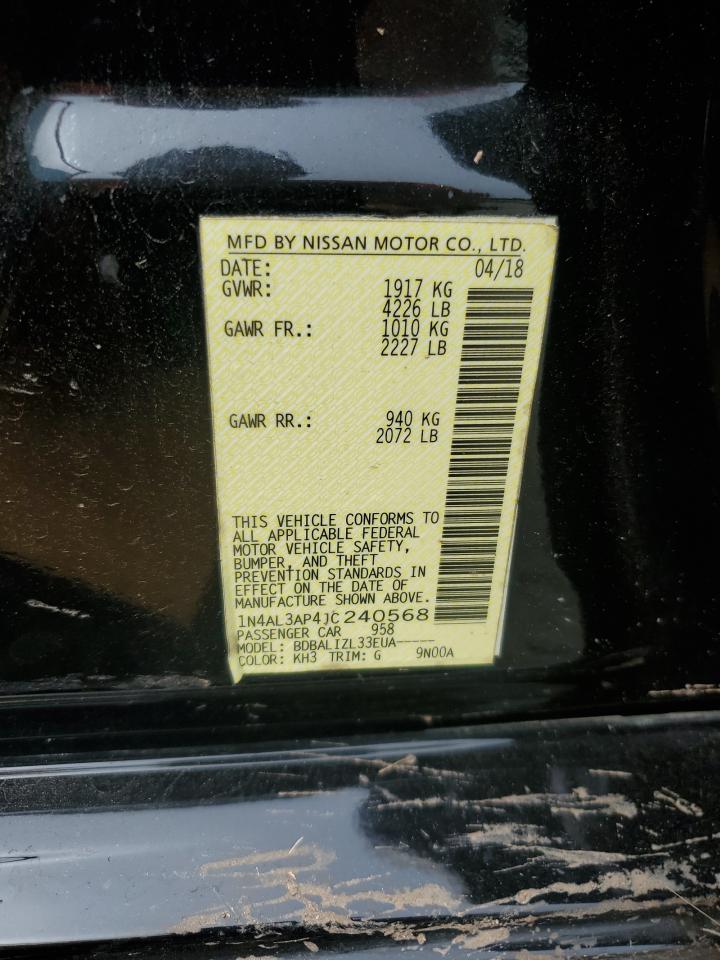 MFD BY NISSAN MOTOR CO., LTD.
DATE: 04/18
GVWR: 1917 KG
4226 LB
GAWR FR.: 1010 KG
2227 LB
GAWR RR.: 940 KG
2072 LB
THIS VEHICLE CONFORMS TO
ALL APPLICABLE FEDERAL
MOTOR VEHICLE SAFETY,
BUMPER, AND THEFT
PREVENTION STANDARDS IN
EFFECT ON THE DATE OF
MANUFACTURE SHOWN ABOVE.
1N4AL3AP4JC240568
PASSENGER CAR 958
MODEL: BDBALIZL33EUA-----
COLOR: KH3 TRIM: G 9N00A